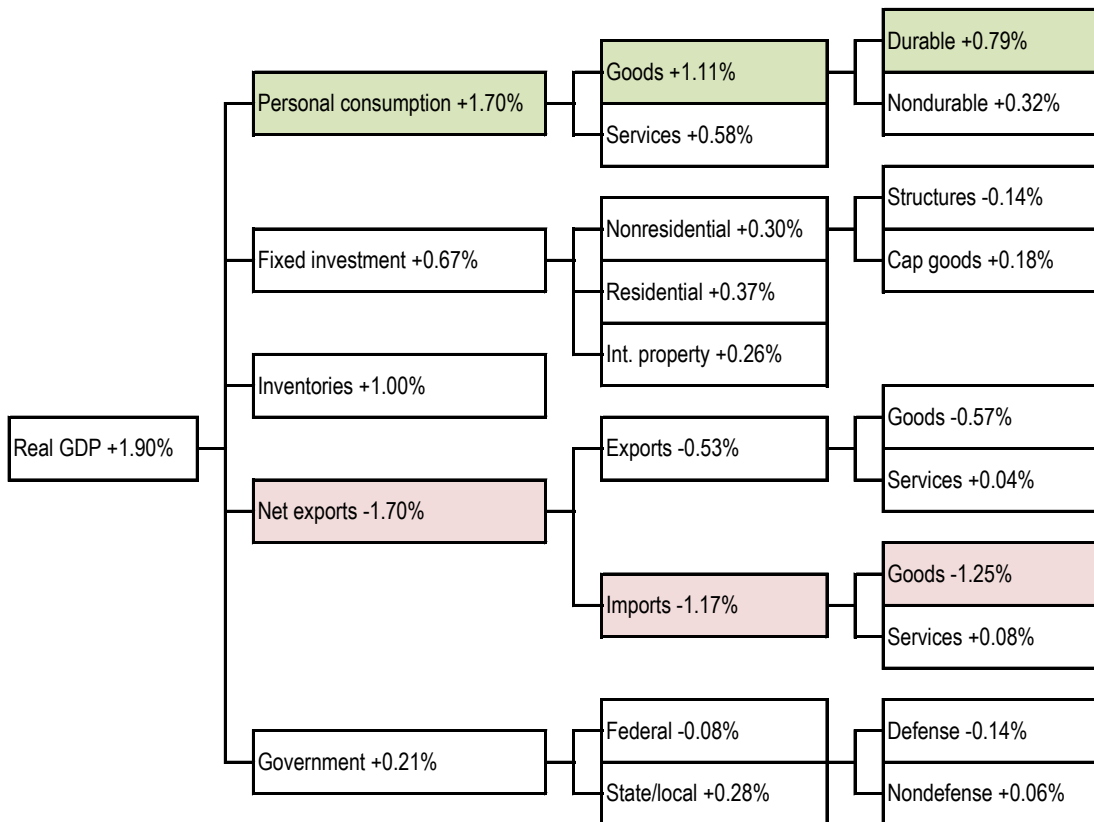 Real GDP +1.90%
Personal consumption +1.70%
Goods +1.11%
Durable +0.79%
Nondurable +0.32%
Services +0.58%
Fixed investment +0.67%
Nonresidential +0.30%
Structures -0.14%
Cap goods +0.18%
Residential +0.37%
Int. property +0.26%
Inventories +1.00%
Net exports -1.70%
Exports -0.53%
Goods -0.57%
Services +0.04%
Imports -1.17%
Goods -1.25%
Services +0.08%
Government +0.21%
Federal -0.08%
State/local +0.28%
Defense -0.14%
Nondefense +0.06%